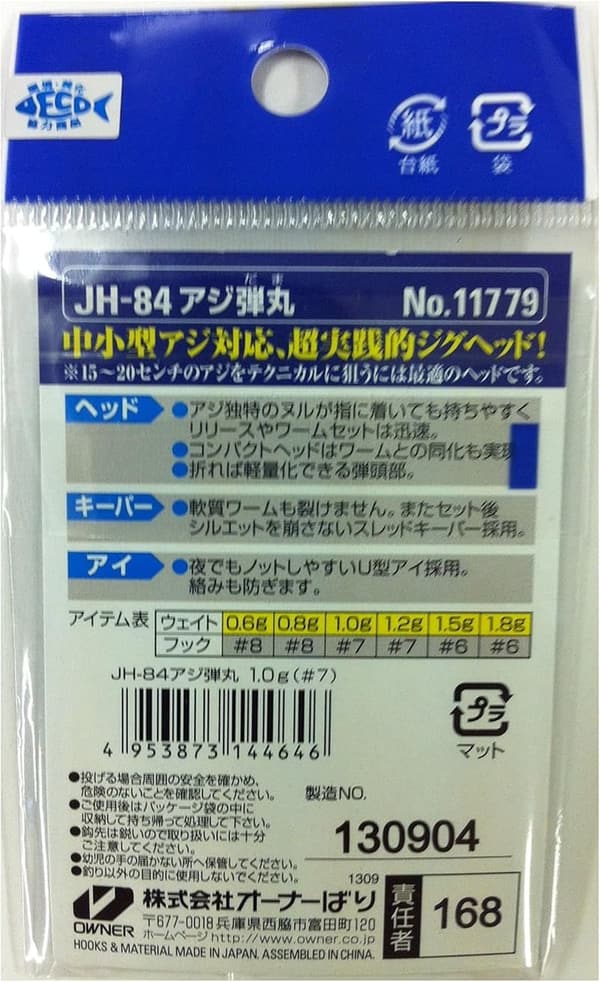 環境・美化
ECO
協力商品
紙
台紙
プラ
袋
だま
JH-84 アジ弾丸 No.11779
中小型アジ対応、超実践的ジグヘッド!
※15~20センチのアジをテクニカルに狙うには最適のヘッドです。
ヘッド
●アジ独特のヌルが指に着いても持ちやすく
リリースやワームセットは迅速。
●コンパクトヘッドはワームとの同化も実現
●折れば軽量化できる弾頭部。
キーパー
●軟質ワームも裂けません。またセット後
シルエットを崩さないスレッドキーパー採用。
アイ
●夜でもノットしやすいU型アイ採用。
絡みも防ぎます。
アイテム表 ウェイト 0.6g 0.8g 1.0g 1.2g 1.5g 1.8g
フック #8 #8 #7 #7 #6 #6
JH-84アジ弾丸 1.0g(#7)
4 953873 144646
プラ
マット
●投げる場合周囲の安全を確かめ、
危険のないことを確認してください。
●ご使用後はパッケージ袋の中に
収納して持ち帰って処理して下さい。
●鈎先は鋭いので取り扱いには十分
ご注意してください。
●幼児の手の届かない所へ保管してください。
●釣り以外の目的に使用しないでください。
製造NO.
130904
1309
OWNER
株式会社オーナーばり
〒677-0018 兵庫県西脇市富田町120
ホームページ http://www.owner.co.jp
HOOKS & MATERIAL MADE IN JAPAN. ASSEMBLED IN CHINA.
責任者
168